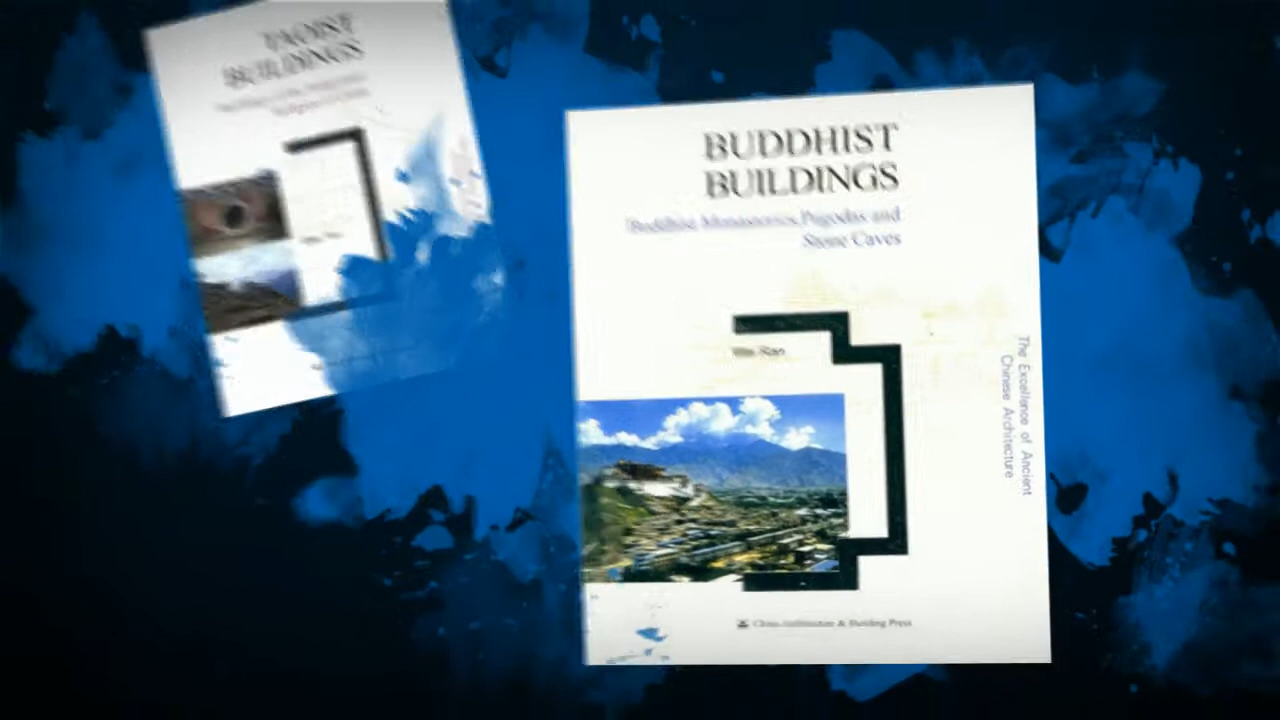 TAOIST
BUILDINGS
BUDDHIST
BUILDINGS
Buddhist Monasteries, Pagodas and
Stone Caves
Ran
The Excellence of Ancient
Chinese Architecture
China Architecture & Building Press